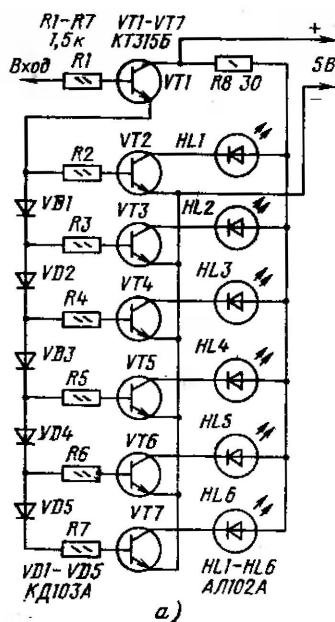 R1-R7
1,5к
VT1-VT7
КТ315Б
+
Вход
R1
VT1
R8 30
5В
−
R2
VT2
HL1
VD1
R3
VT3
HL2
VD2
R4
VT4
HL3
VD3
R5
VT5
HL4
VD4
R6
VT6
HL5
VD5
R7
VT7
HL6
VD1-VD5
КД103А
HL1-HL6
АЛ102А
а)